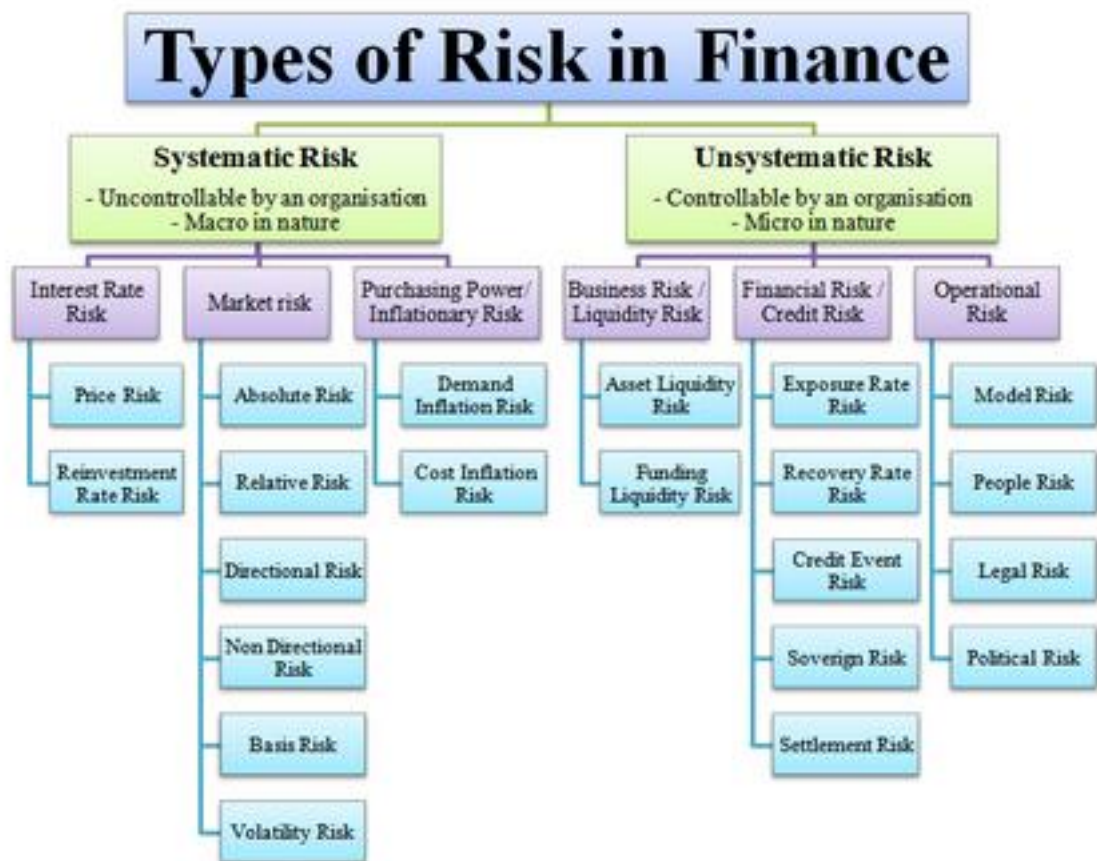 Types of Risk in Finance
Systematic Risk
- Uncontrollable by an organisation
- Macro in nature
Unsystematic Risk
- Controllable by an organisation
- Micro in nature
Interest Rate
Risk
Market risk
Purchasing Power/
Inflationary Risk
Business Risk /
Liquidity Risk
Financial Risk /
Credit Risk
Operational
Risk
Price Risk
Reinvestment
Rate Risk
Absolute Risk
Relative Risk
Directional Risk
Non Directional
Risk
Basis Risk
Volatility Risk
Demand
Inflation Risk
Cost Inflation
Risk
Asset Liquidity
Risk
Funding
Liquidity Risk
Exposure Rate
Risk
Recovery Rate
Risk
Credit Event
Risk
Soverign Risk
Settlement Risk
Model Risk
People Risk
Legal Risk
Political Risk